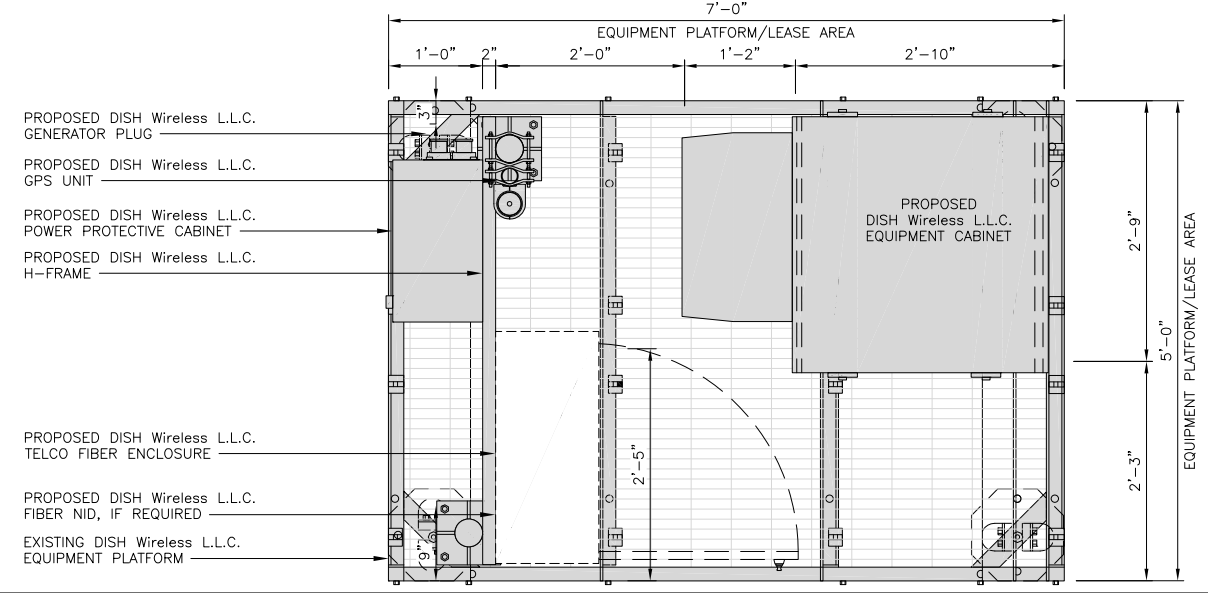 7'-0"
EQUIPMENT PLATFORM/LEASE AREA
1'-0"
2"
2'-0"
1'-2"
2'-10"
3"
PROPOSED DISH Wireless L.L.C.
GENERATOR PLUG
PROPOSED DISH Wireless L.L.C.
GPS UNIT
PROPOSED DISH Wireless L.L.C.
POWER PROTECTIVE CABINET
PROPOSED DISH Wireless L.L.C.
H-FRAME
PROPOSED
DISH Wireless L.L.C.
EQUIPMENT CABINET
2'-9"
5'-0"
EQUIPMENT PLATFORM/LEASE AREA
PROPOSED DISH Wireless L.L.C.
TELCO FIBER ENCLOSURE
2'-5"
2'-3"
PROPOSED DISH Wireless L.L.C.
FIBER NID, IF REQUIRED
EXISTING DISH Wireless L.L.C.
EQUIPMENT PLATFORM
9"